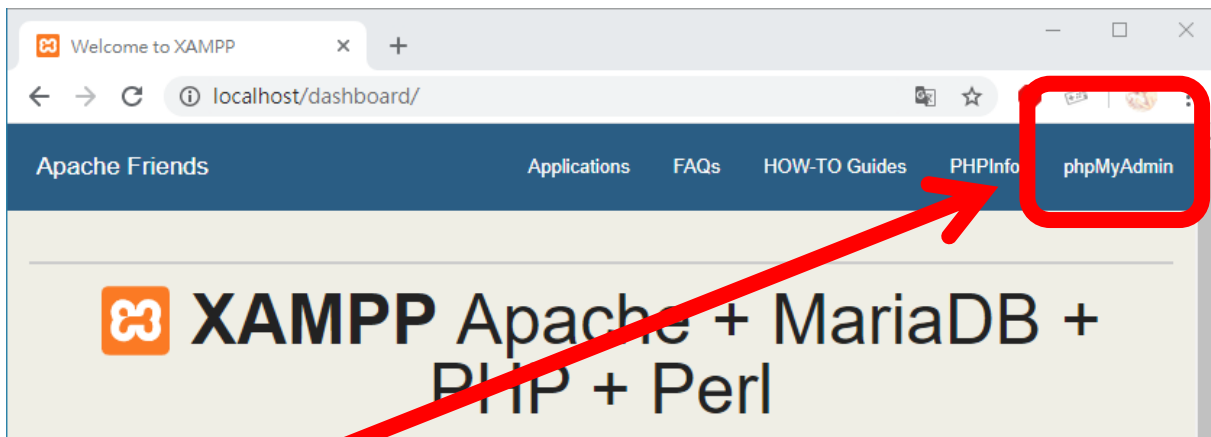 Welcome to XAMPP
localhost/dashboard/
Apache Friends Applications FAQs HOW-TO Guides PHPInfo phpMyAdmin
XAMPP Apache + MariaDB +
PHP + Perl